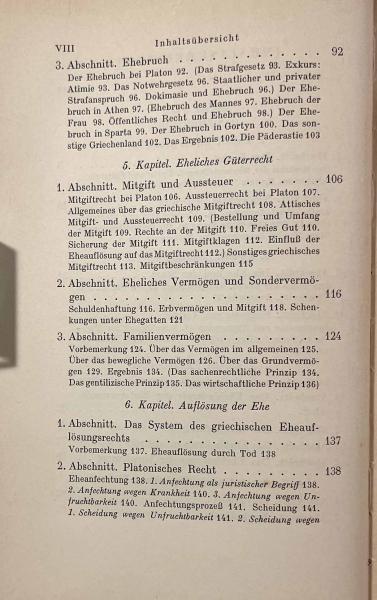 VIII Inhaltsübersicht
3. Abschnitt. Ehebruch . . . . . . . . . . . . . . 92
Der Ehebruch bei Platon 92. (Das Strafgesetz 93. Exkurs:
Atimie 93. Das Notwehrgesetz 96. Staatlicher und privater
Strafanspruch 96. Dokimasie und Ehebruch 96.) Der Ehe-
bruch in Athen 97. (Ehebruch des Mannes 97. Ehebruch der
Frau 98. Öffentliches Recht und Ehebruch 98.) Der Ehe-
bruch in Sparta 99. Der Ehebruch in Gortyn 100. Das son-
stige Griechenland 102. Das Ergebnis 102. Die Päderastie 103
5. Kapitel. Eheliches Güterrecht
1. Abschnitt. Mitgift und Aussteuer . . . . . . . 106
Mitgiftrecht bei Platon 106. Aussteuerrecht bei Platon 107.
Allgemeines über das griechische Mitgiftrecht 108. Attisches
Mitgift- und Aussteuerrecht 109. (Bestellung und Umfang
der Mitgift 109. Rechte an der Mitgift 110. Freies Gut 110.
Sicherung der Mitgift 111. Mitgiftklagen 112. Einfluß der
Eheauflösung auf das Mitgiftrecht 112.) Sonstiges griechisches
Mitgiftrecht 113. Mitgiftbeschränkungen 115
2. Abschnitt. Eheliches Vermögen und Sondervermö-
gen . . . . . . . . . . . . . . . . . . . . 116
Schuldenhaftung 116. Erbvermögen und Mitgift 118. Schen-
kungen unter Ehegatten 121
3. Abschnitt. Familienvermögen . . . . . . . . . . 124
Vorbemerkung 124. Über das Vermögen im allgemeinen 125.
Über das bewegliche Vermögen 126. Über das Grundvermö-
gen 129. Ergebnis 134. (Das sachenrechtliche Prinzip 134.
Das gentilizische Prinzip 135. Das wirtschaftliche Prinzip 136)
6. Kapitel. Auflösung der Ehe
1. Abschnitt. Das System des griechischen Eheauf-
lösungsrechts . . . . . . . . . . . . . . . 137
Vorbemerkung 137. Eheauflösung durch Tod 138
2. Abschnitt. Platonisches Recht . . . . . . . . . 138
Eheanfechtung 138. 1. Anfechtung als juristischer Begriff 138.
2. Anfechtung wegen Krankheit 140. 3. Anfechtung wegen Un-
fruchtbarkeit 140. Anfechtungsprozeß 141. Scheidung 141.
1. Scheidung wegen Unfruchtbarkeit 141. 2. Scheidung wegen